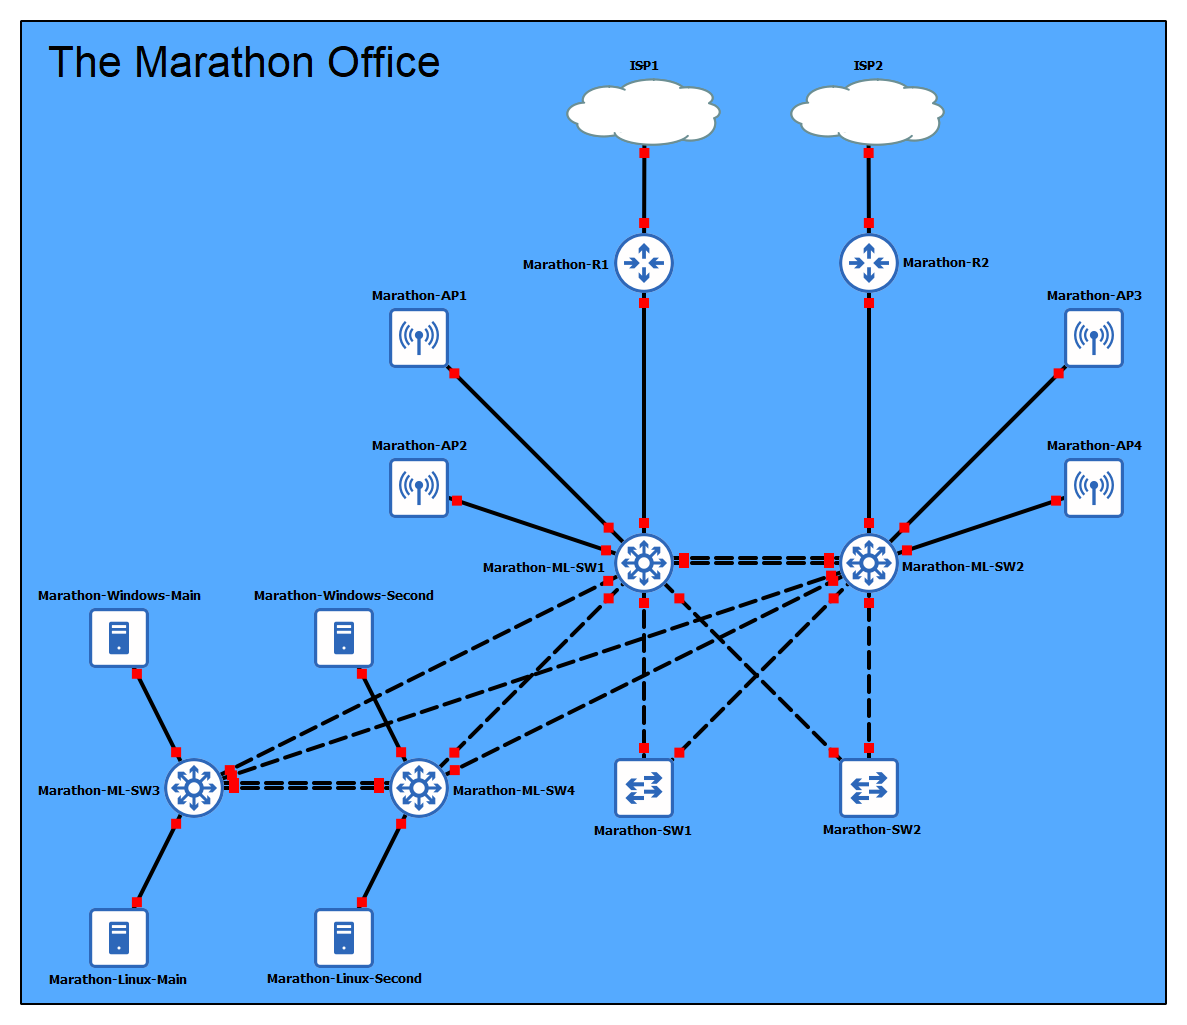 The Marathon Office
ISP1
ISP2
Marathon-R1
Marathon-R2
Marathon-AP1
Marathon-AP3
Marathon-AP2
Marathon-AP4
Marathon-ML-SW1
Marathon-ML-SW2
Marathon-Windows-Main
Marathon-Windows-Second
Marathon-ML-SW3
Marathon-ML-SW4
Marathon-SW1
Marathon-SW2
Marathon-Linux-Main
Marathon-Linux-Second